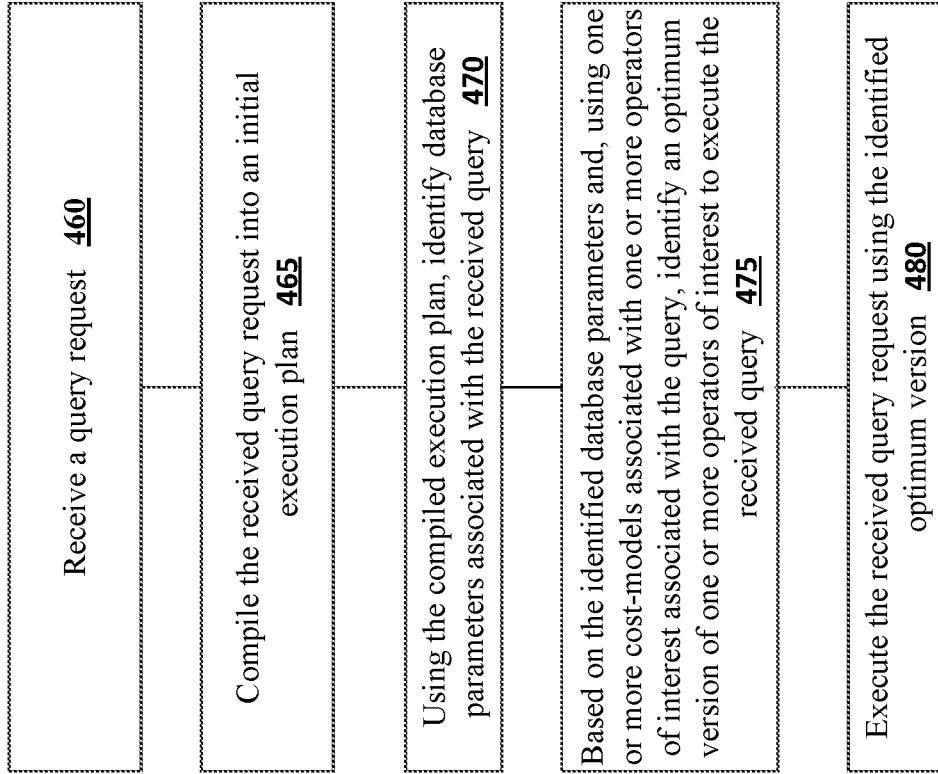 Receive a query request 460
Compile the received query request into an initial
execution plan 465
Using the compiled execution plan, identify database
parameters associated with the received query 470
Based on the identified database parameters and, using one
or more cost-models associated with one or more operators
of interest associated with the query, identify an optimum
version of one or more operators of interest to execute the
received query 475
Execute the received query request using the identified
optimum version 480